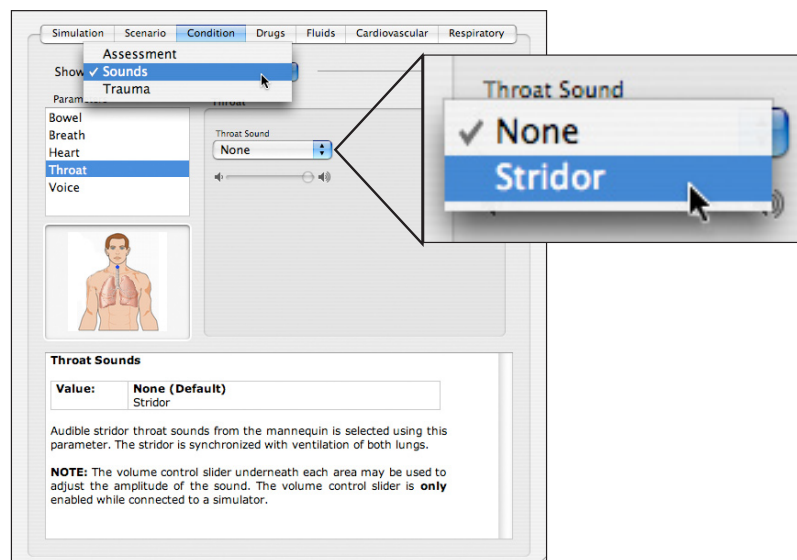 Simulation Scenario Condition Drugs Fluids Cardiovascular Respiratory
Assessment
Show ✓ Sounds
Trauma
Throat
Bowel
Breath
Heart
Throat
Voice
Throat Sound
None
Throat Sound
✓ None
Stridor
Throat Sounds
Value: None (Default)
Stridor
Audible stridor throat sounds from the mannequin is selected using this
parameter. The stridor is synchronized with ventilation of both lungs.
NOTE: The volume control slider underneath each area may be used to
adjust the amplitude of the sound. The volume control slider is only
enabled while connected to a simulator.